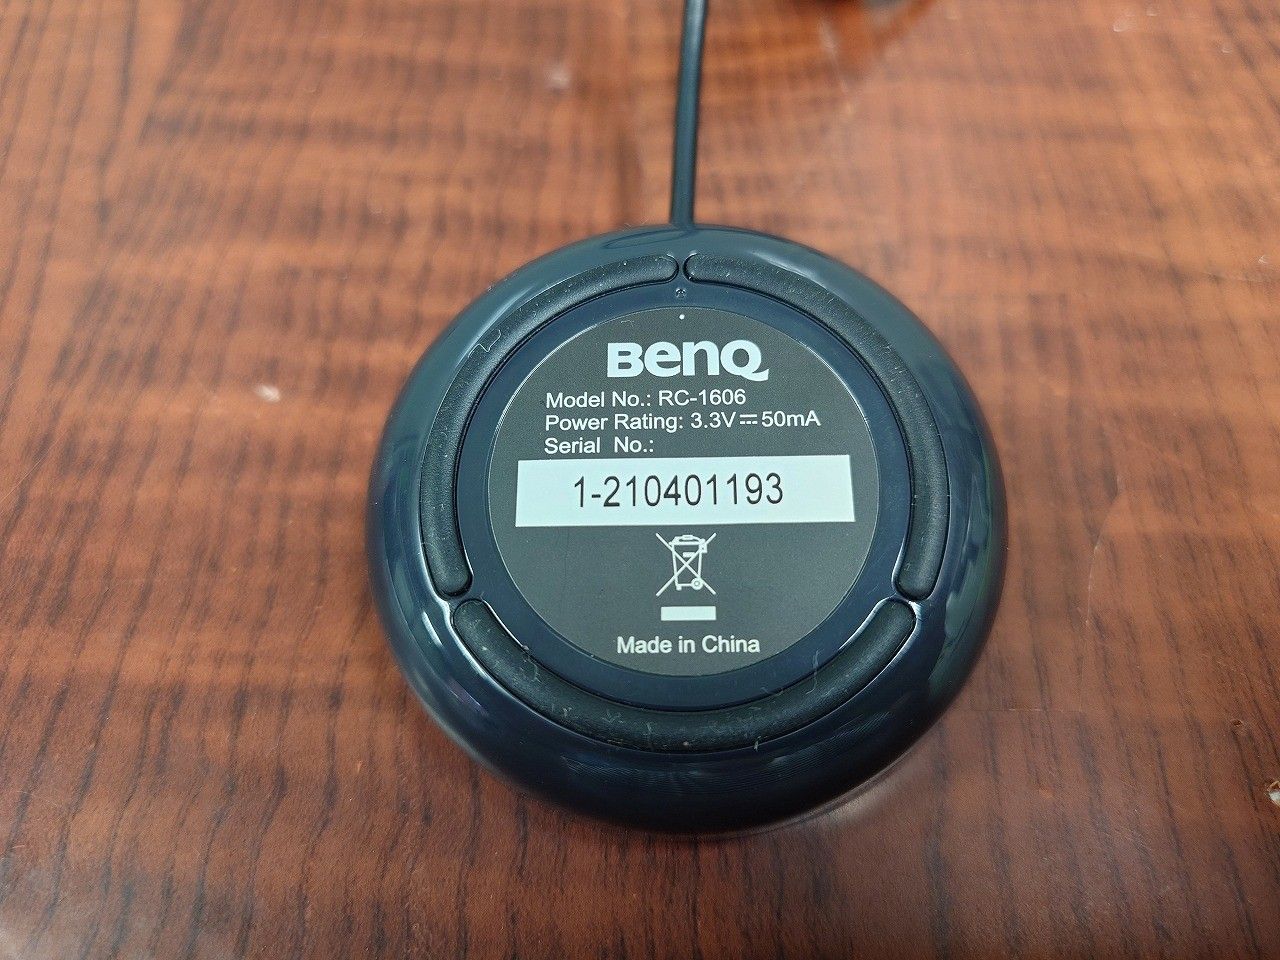 BenQ
Model No.: RC-1606
Power Rating: 3.3V⎓50mA
Serial No.:
1-210401193
Made in China